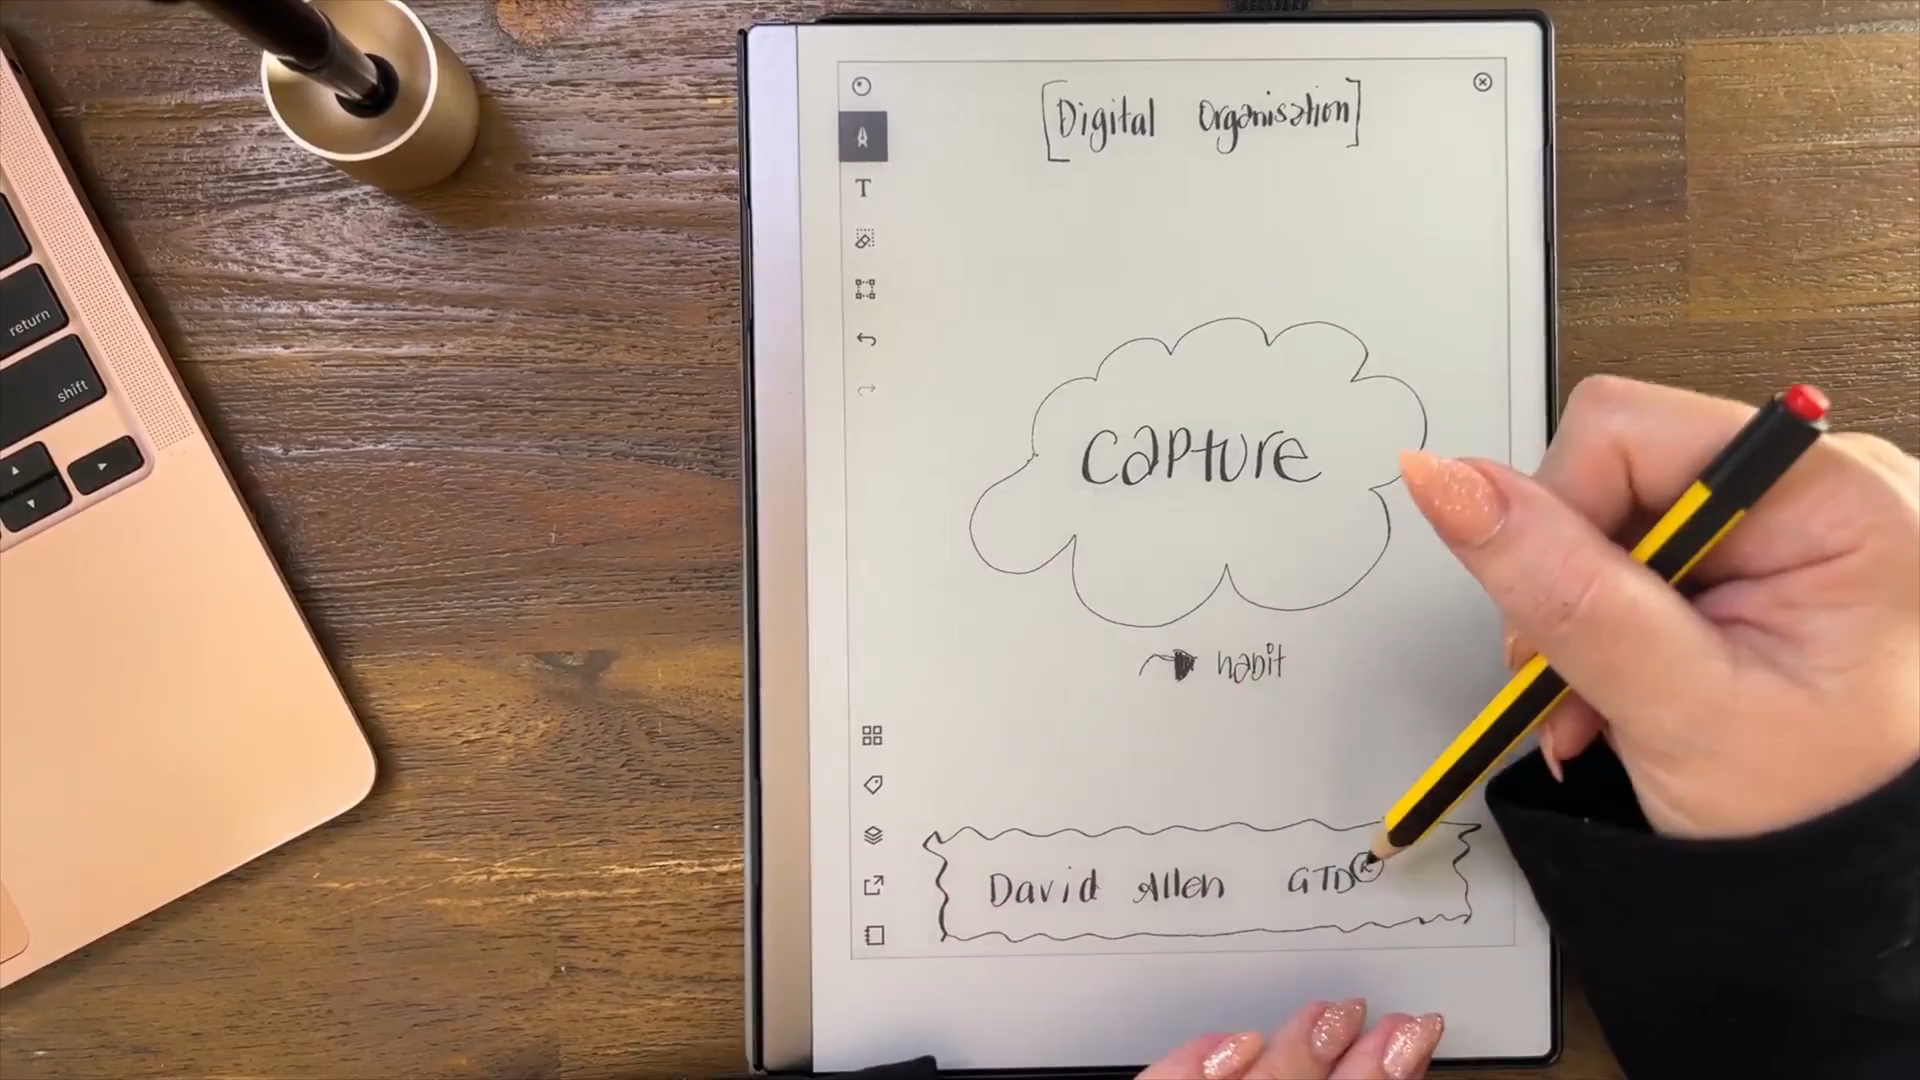 [Digital Organisation]
T
return
shift
Capture
habit
David Allen GTD®